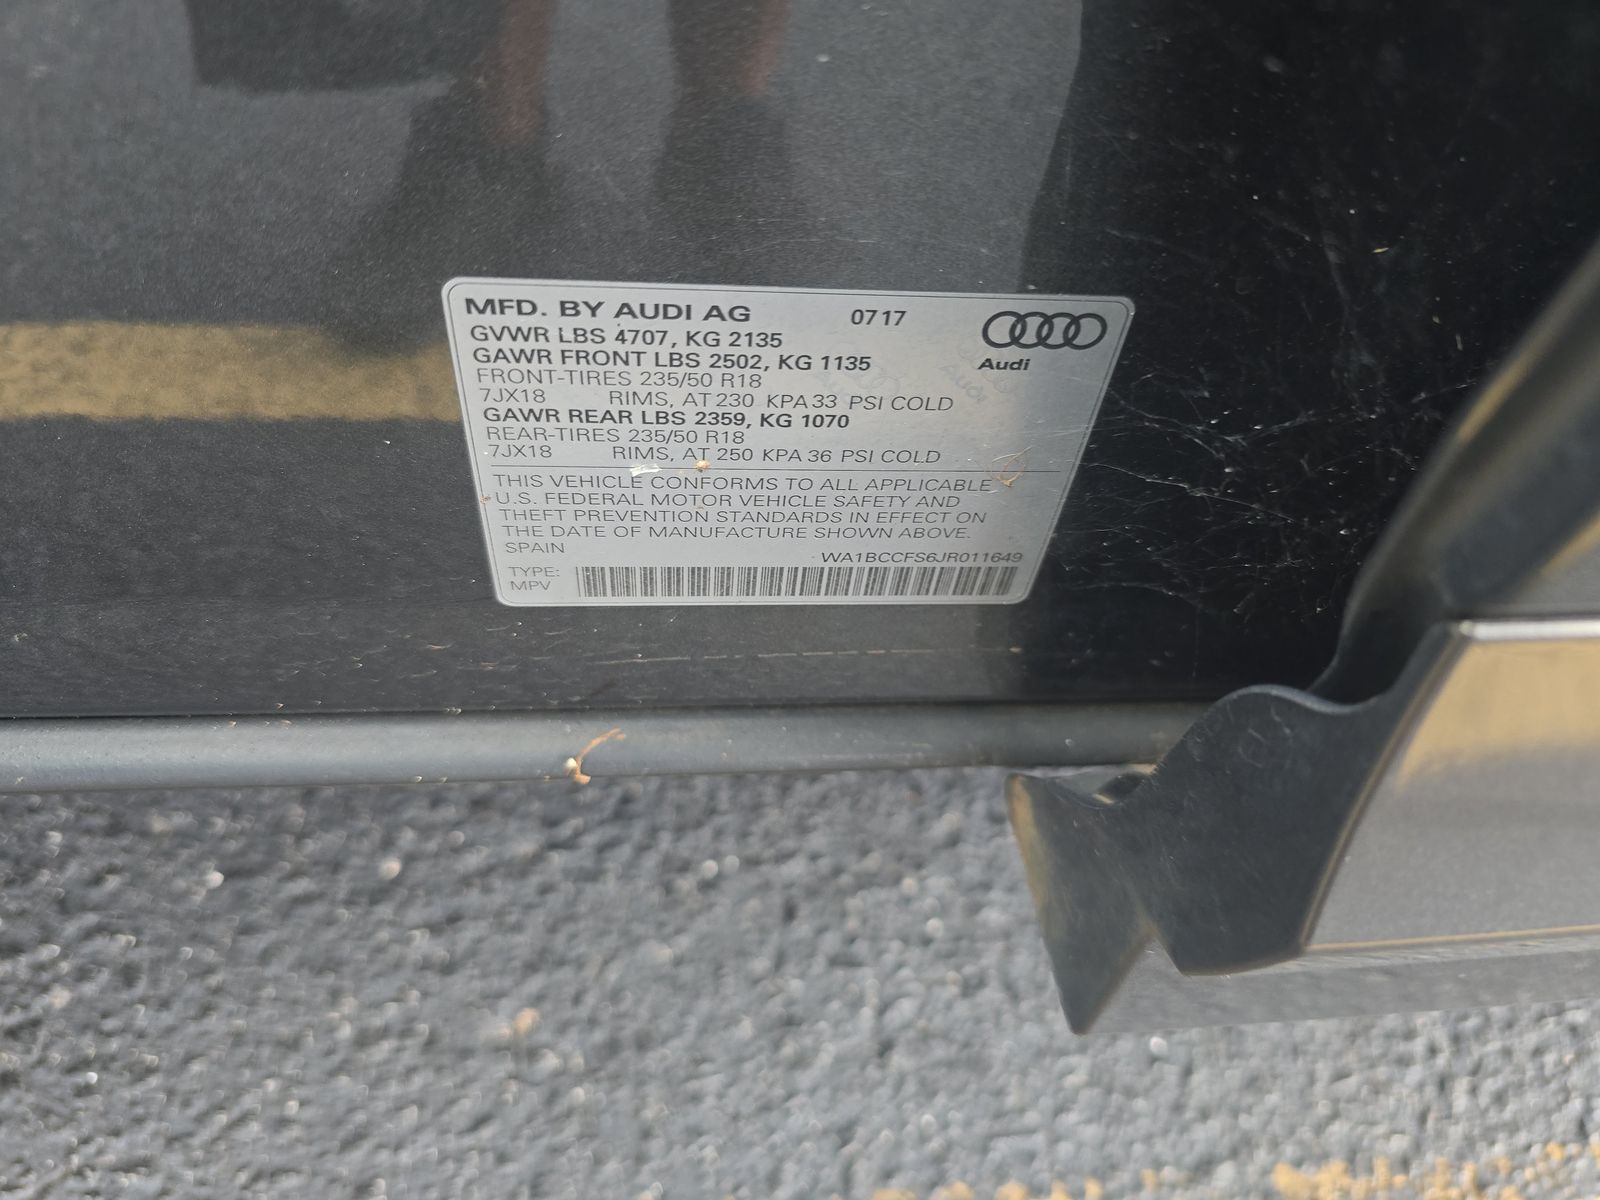 MFD. BY AUDI AG 0717
Audi
GVWR LBS 4707, KG 2135
GAWR FRONT LBS 2502, KG 1135
FRONT-TIRES 235/50 R18
7JX18 RIMS, AT 230 KPA 33 PSI COLD
GAWR REAR LBS 2359, KG 1070
REAR-TIRES 235/50 R18
7JX18 RIMS, AT 250 KPA 36 PSI COLD
THIS VEHICLE CONFORMS TO ALL APPLICABLE
U.S. FEDERAL MOTOR VEHICLE SAFETY AND
THEFT PREVENTION STANDARDS IN EFFECT ON
THE DATE OF MANUFACTURE SHOWN ABOVE.
SPAIN WA1BCCFS6JR011649
TYPE:
MPV